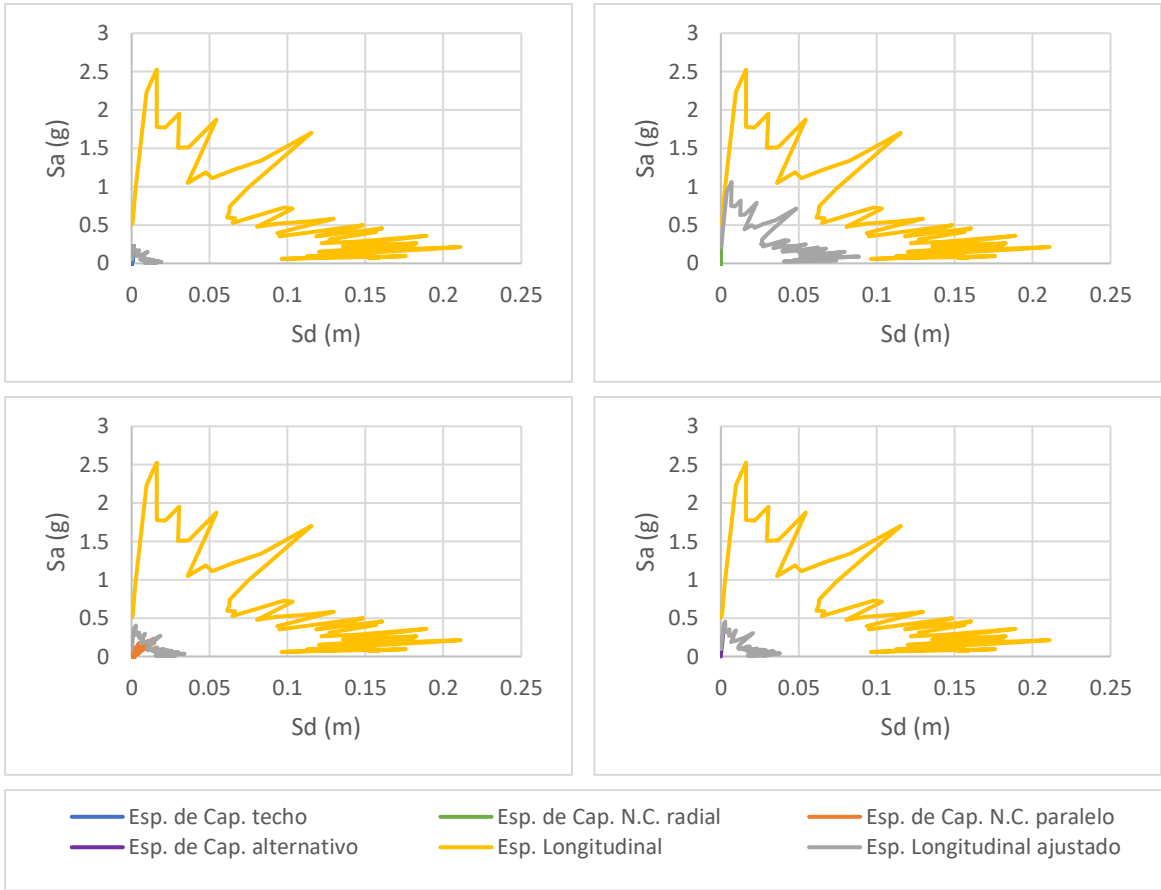 3
2.5
2
1.5
1
0.5
0
Sa (g)
0 0.05 0.1 0.15 0.2 0.25
Sd (m)
3
2.5
2
1.5
1
0.5
0
Sa (g)
0 0.05 0.1 0.15 0.2 0.25
Sd (m)
3
2.5
2
1.5
1
0.5
0
Sa (g)
0 0.05 0.1 0.15 0.2 0.25
Sd (m)
3
2.5
2
1.5
1
0.5
0
Sa (g)
0 0.05 0.1 0.15 0.2 0.25
Sd (m)
Esp. de Cap. techo Esp. de Cap. N.C. radial Esp. de Cap. N.C. paralelo
Esp. de Cap. alternativo Esp. Longitudinal Esp. Longitudinal ajustado